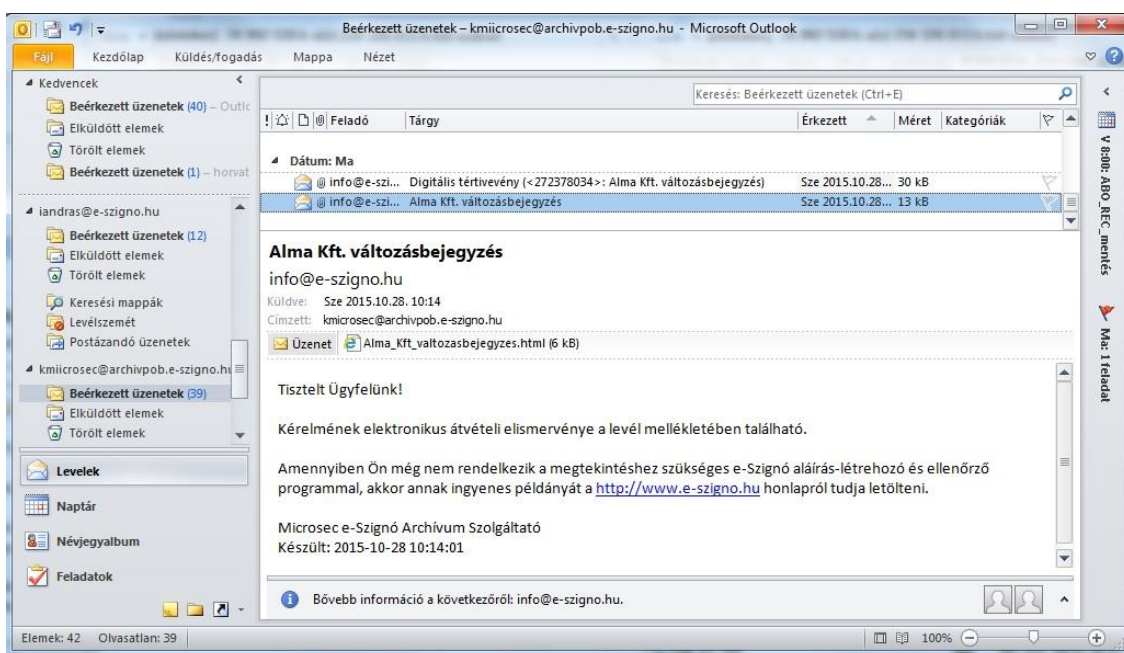 Beérkezett üzenetek – kmiicrosec@archivpob.e-szigno.hu - Microsoft Outlook
Fájl Kezdőlap Küldés/fogadás Mappa Nézet
Kedvencek
Beérkezett üzenetek (40) – Outlc
Elküldött elemek
Törölt elemek
Beérkezett üzenetek (1) – horvat
iandras@e-szigno.hu
Beérkezett üzenetek (12)
Elküldött elemek
Törölt elemek
Keresési mappák
Levélszemét
Postázandó üzenetek
kmiicrosec@archivpob.e-szigno.hu
Beérkezett üzenetek (39)
Elküldött elemek
Törölt elemek
Levelek
Naptár
Névjegyalbum
Feladatok
Keresés: Beérkezett üzenetek (Ctrl+E)
Feladó Tárgy Érkezett Méret Kategóriák
Dátum: Ma
info@e-szi... Digitális tértivevény (<272378034>: Alma Kft. változásbejegyzés) Sze 2015.10.28... 30 kB
info@e-szi... Alma Kft. változásbejegyzés Sze 2015.10.28... 13 kB
Alma Kft. változásbejegyzés
info@e-szigno.hu
Küldve: Sze 2015.10.28. 10:14
Címzett: kmicrosec@archivpob.e-szigno.hu
Üzenet Alma_Kft_valtozasbejegyzes.html (6 kB)
Tisztelt Ügyfelünk!
Kérelmének elektronikus átvételi elismervénye a levél mellékletében található.
Amennyiben Ön még nem rendelkezik a megtekintéshez szükséges e-Szignó aláírás-létrehozó és ellenőrző
programmal, akkor annak ingyenes példányát a http://www.e-szigno.hu honlapról tudja letölteni.
Microsec e-Szignó Archívum Szolgáltató
Készült: 2015-10-28 10:14:01
Bővebb információ a következőről: info@e-szigno.hu.
V 8:00: ABO_REC_mentés
Ma: 1 feladat
Elemek: 42 Olvasatlan: 39
100%